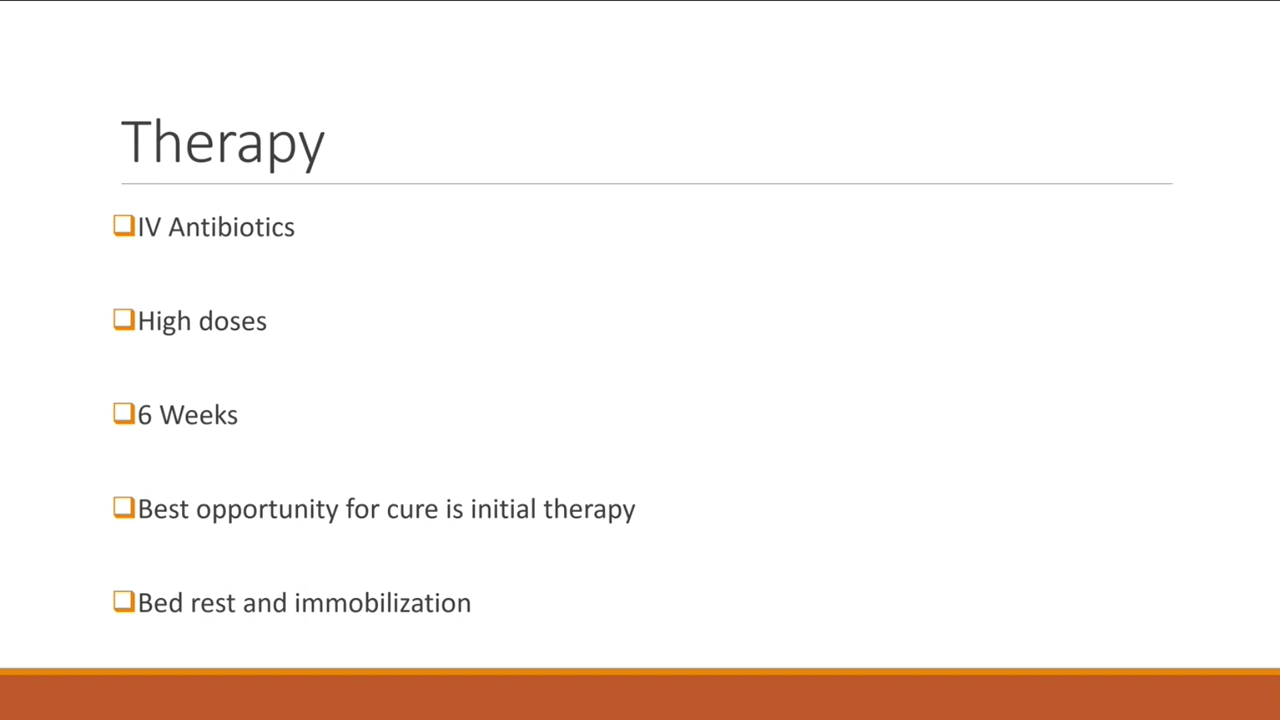 Therapy
IV Antibiotics
High doses
6 Weeks
Best opportunity for cure is initial therapy
Bed rest and immobilization